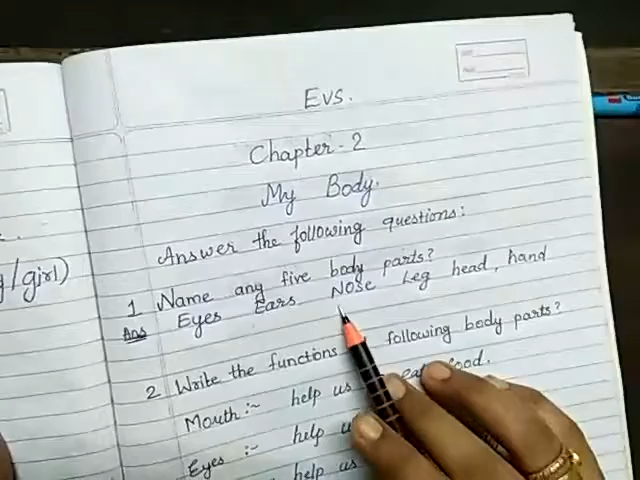 Evs.
Chapter-2
My Body.
Answer the following questions:
/girl)
1 Name any five body parts?
Ans Eyes Ears Nose Leg head, hand
2 Write the functions following body parts?
Mouth:~ help us eat food.
Eyes :- help us
help us